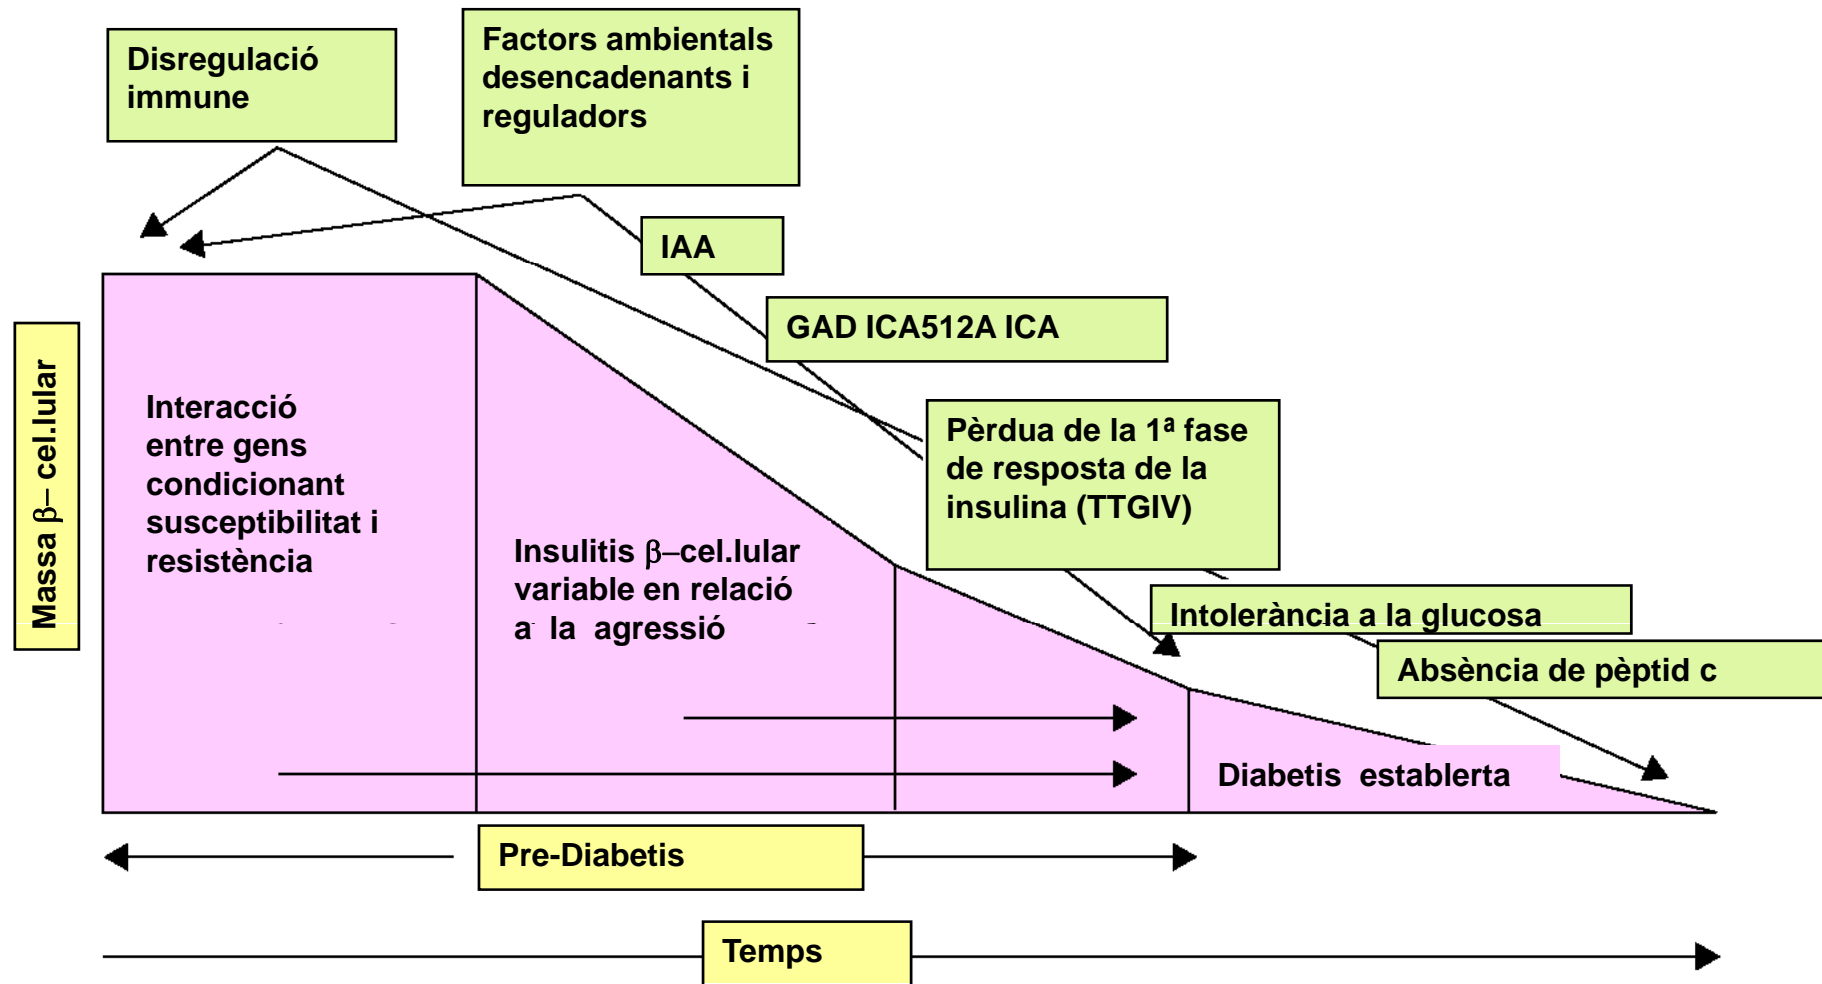 Disregulació
immune
Factors ambientals
desencadenants i
reguladors
IAA
GAD ICA512A ICA
Pèrdua de la 1ª fase
de resposta de la
insulina (TTGIV)
Intolerància a la glucosa
Absència de pèptid c
Massa β– cel.lular
Interacció
entre gens
condicionant
susceptibilitat i
resistència
Insulitis β–cel.lular
variable en relació
a la agressió
Diabetis establerta
Pre-Diabetis
Temps